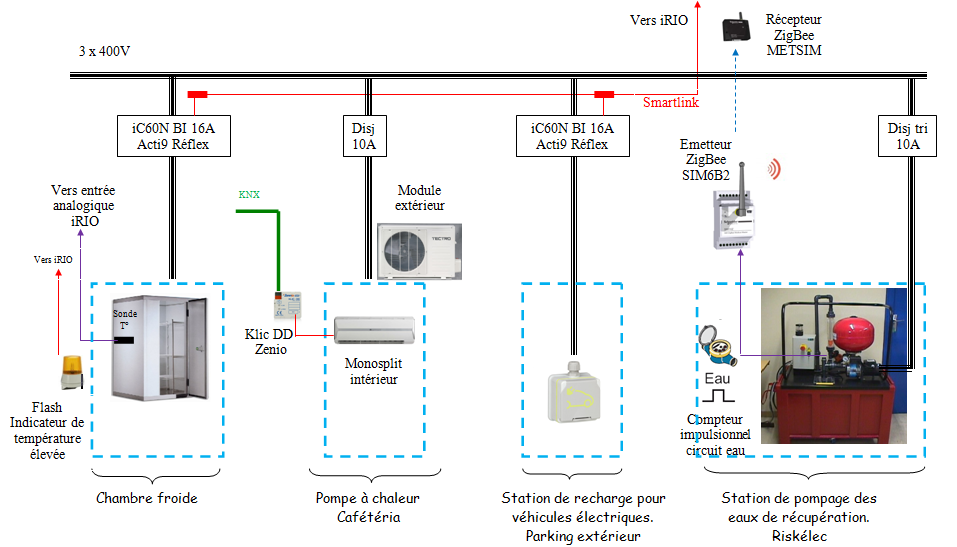 Vers iRIO
Récepteur
ZigBee
METSIM
3 x 400V
Smartlink
iC60N BI 16A
Acti9 Réflex
Disj
10A
iC60N BI 16A
Acti9 Réflex
Disj tri
10A
Emetteur
ZigBee
SIM6B2
Vers entrée
analogique
iRIO
KNX
Module
extérieur
TECTRO
Vers iRIO
Sonde
T°
Klic DD
Zenio
Monosplit
intérieur
Eau
Flash
Indicateur de
température
élevée
Compteur
impulsionnel
circuit eau
Chambre froide
Pompe à chaleur
Cafétéria
Station de recharge pour
véhicules électriques.
Parking extérieur
Station de pompage des
eaux de récupération.
Riskélec